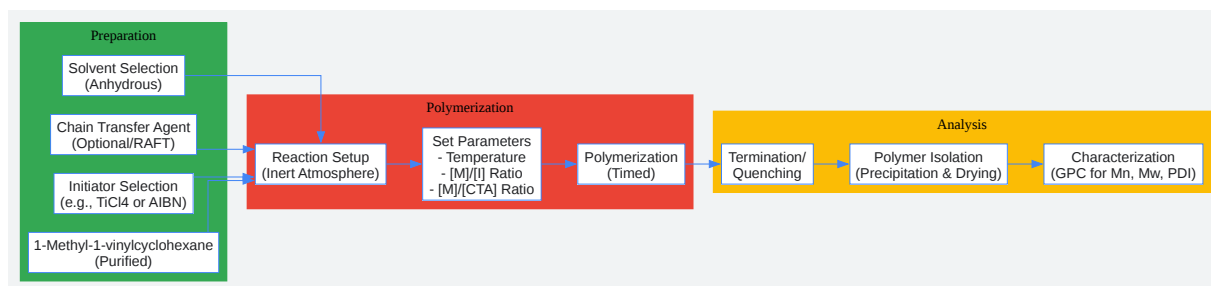 Preparation
Solvent Selection
(Anhydrous)
Chain Transfer Agent
(Optional/RAFT)
Initiator Selection
(e.g., TiCl4 or AIBN)
1-Methyl-1-vinylcyclohexane
(Purified)
Polymerization
Reaction Setup
(Inert Atmosphere)
Set Parameters
- Temperature
- [M]/[I] Ratio
- [M]/[CTA] Ratio
Polymerization
(Timed)
Analysis
Termination/
Quenching
Polymer Isolation
(Precipitation & Drying)
Characterization
(GPC for Mn, Mw, PDI)